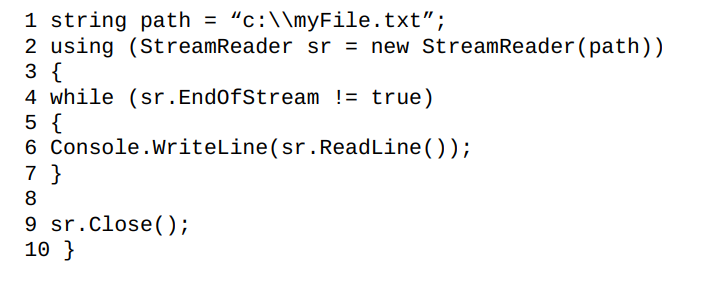 1 string path = “c:\\myFile.txt”;
2 using (StreamReader sr = new StreamReader(path))
3 {
4 while (sr.EndOfStream != true)
5 {
6 Console.WriteLine(sr.ReadLine());
7 }
8
9 sr.Close();
10 }